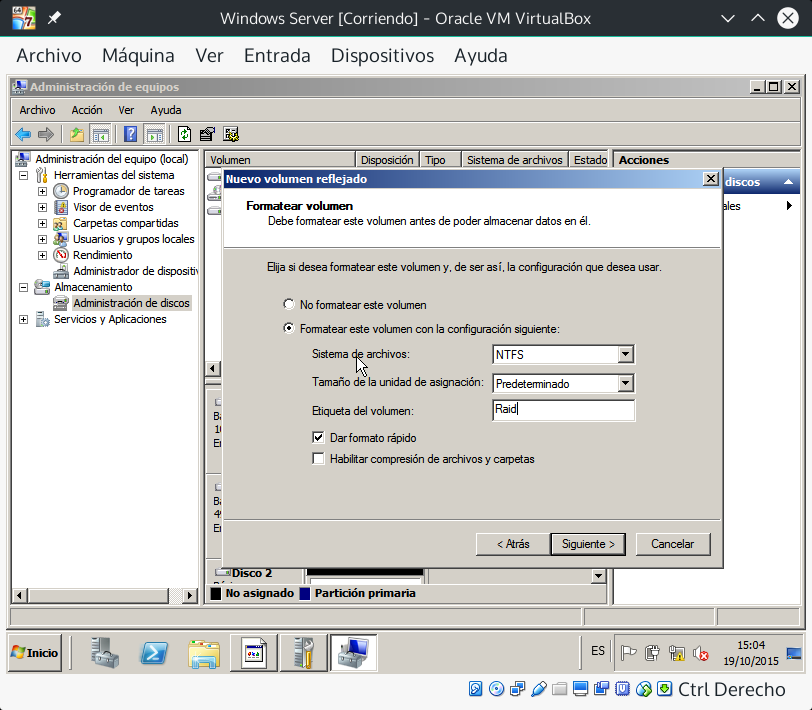 Windows Server [Corriendo] - Oracle VM VirtualBox
Archivo Máquina Ver Entrada Dispositivos Ayuda
Administración de equipos
Archivo Acción Ver Ayuda
Administración del equipo (local)
Herramientas del sistema
Programador de tareas
Visor de eventos
Carpetas compartidas
Usuarios y grupos locales
Rendimiento
Administrador de dispositi
Almacenamiento
Administración de discos
Servicios y Aplicaciones
Volumen Disposición Tipo Sistema de archivos Estado
Acciones
discos
ales
Nuevo volumen reflejado
Formatear volumen
Debe formatear este volumen antes de poder almacenar datos en él.
Elija si desea formatear este volumen y, de ser así, la configuración que desea usar.
No formatear este volumen
Formatear este volumen con la configuración siguiente:
Sistema de archivos: NTFS
Tamaño de la unidad de asignación: Predeterminado
Etiqueta del volumen: Raid
Dar formato rápido
Habilitar compresión de archivos y carpetas
< Atrás Siguiente > Cancelar
Ba
10
En
Ba
En
Disco 2
No asignado Partición primaria
Inicio
ES
15:04
19/10/2015
Ctrl Derecho